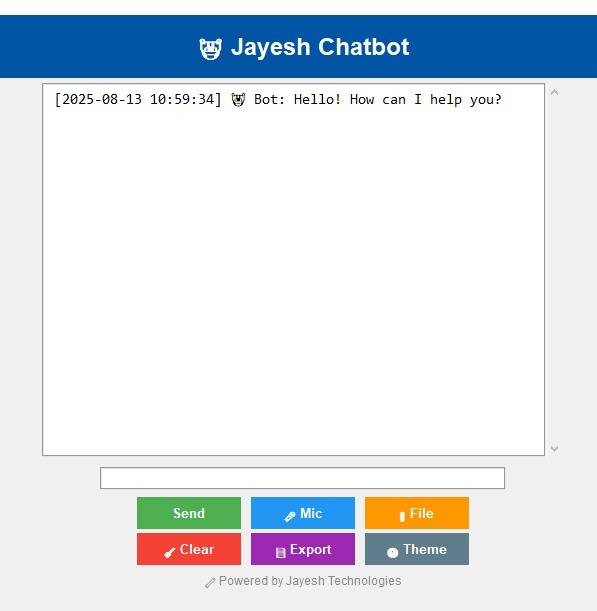 Jayesh Chatbot
[2025-08-13 10:59:34] Bot: Hello! How can I help you?
Send Mic File
Clear Export Theme
Powered by Jayesh Technologies